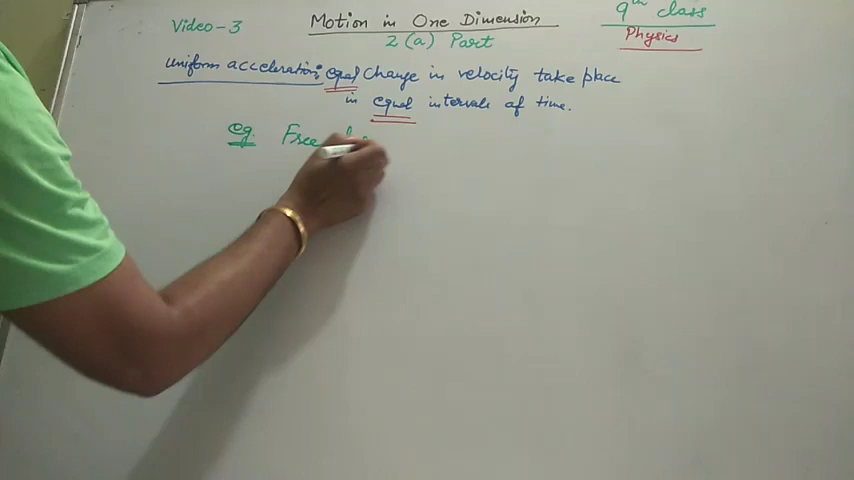 Video-3 Motion in One Dimension 9th class
2(a) Part Physics
uniform acceleration: equal change in velocity take place
in equal intervals of time.
eg. Free